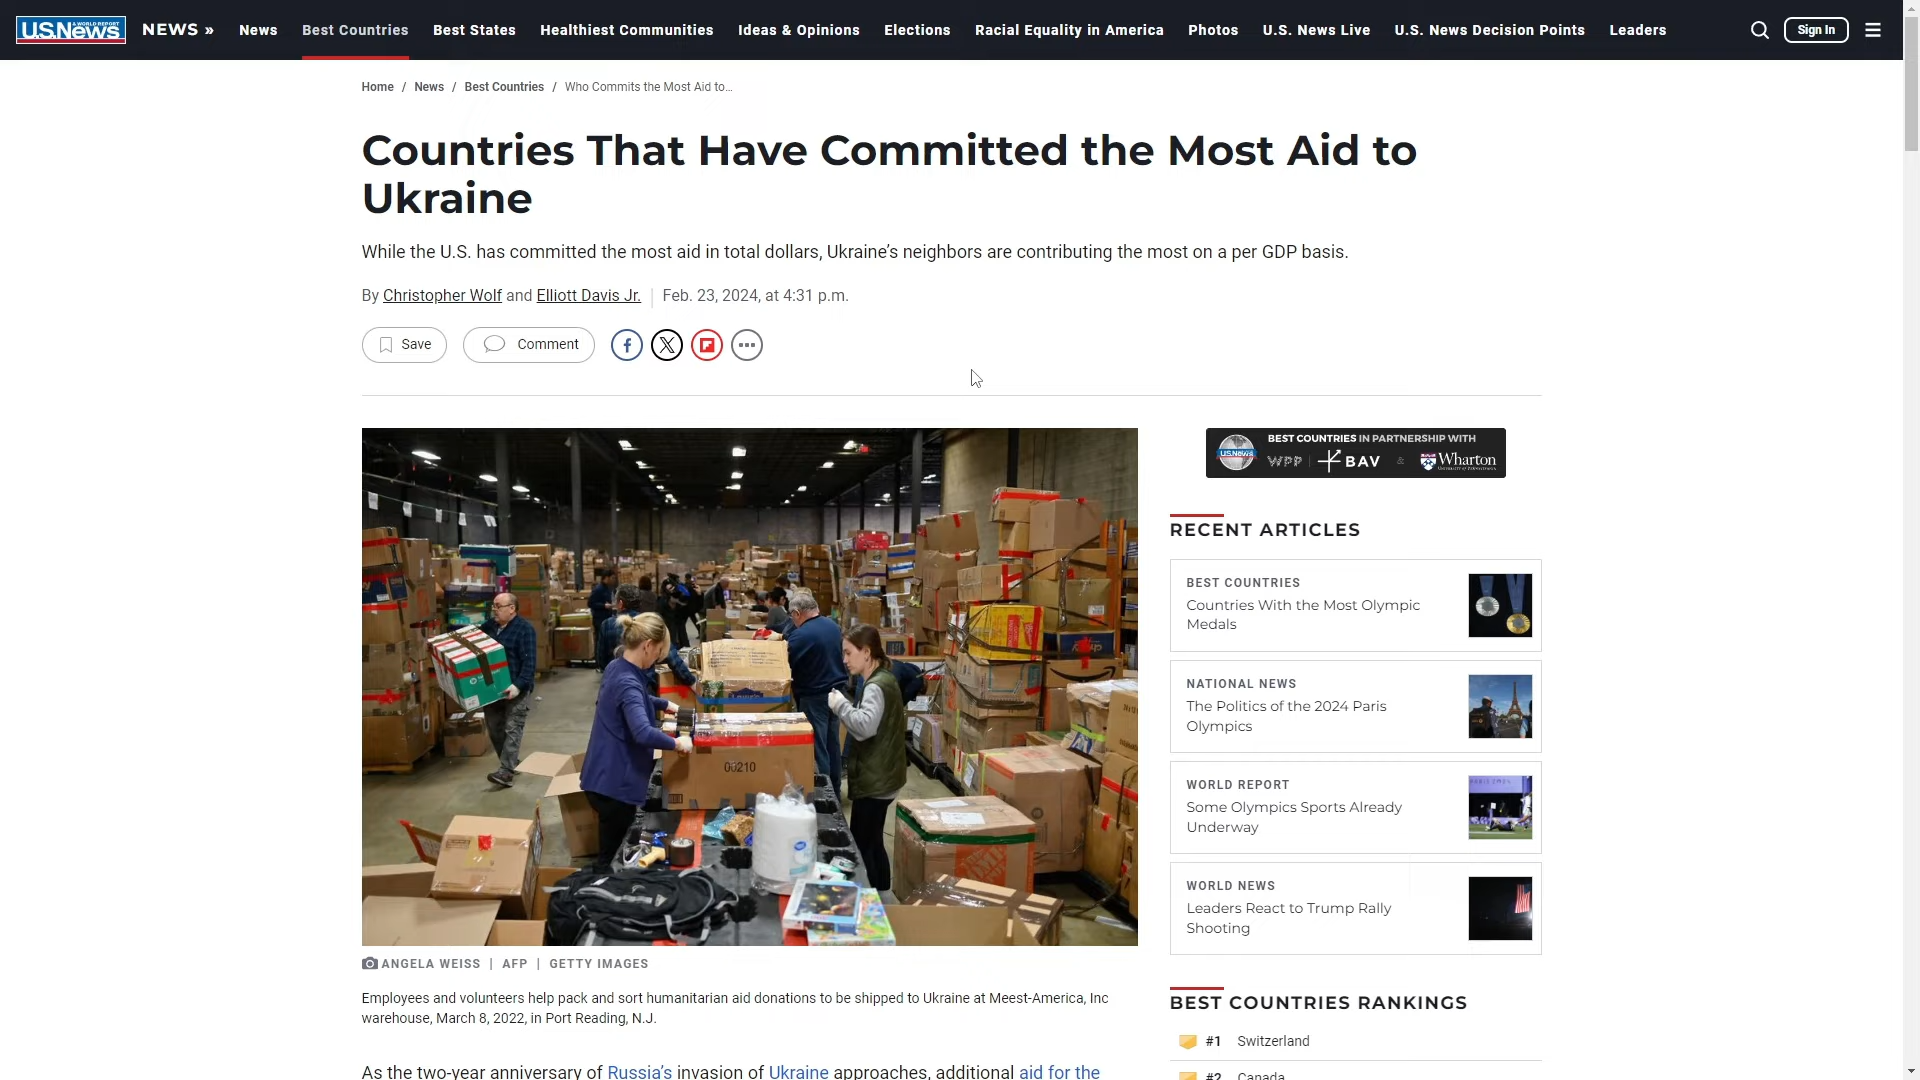 U.S.News
NEWS »
News
Best Countries
Best States
Healthiest Communities
Ideas & Opinions
Elections
Racial Equality in America
Photos
U.S. News Live
U.S. News Decision Points
Leaders
Sign In
Home / News / Best Countries / Who Commits the Most Aid to…
Countries That Have Committed the Most Aid to
Ukraine
While the U.S. has committed the most aid in total dollars, Ukraine’s neighbors are contributing the most on a per GDP basis.
By Christopher Wolf and Elliott Davis Jr. | Feb. 23, 2024, at 4:31 p.m.
Save
Comment
00210
ANGELA WEISS | AFP | GETTY IMAGES
Employees and volunteers help pack and sort humanitarian aid donations to be shipped to Ukraine at Meest-America, Inc
warehouse, March 8, 2022, in Port Reading, N.J.
As the two-year anniversary of Russia’s invasion of Ukraine approaches, additional aid for the
BEST COUNTRIES IN PARTNERSHIP WITH
U.S.News
WPP | BAV & Wharton
RECENT ARTICLES
BEST COUNTRIES
Countries With the Most Olympic
Medals
NATIONAL NEWS
The Politics of the 2024 Paris
Olympics
WORLD REPORT
Some Olympics Sports Already
Underway
WORLD NEWS
Leaders React to Trump Rally
Shooting
BEST COUNTRIES RANKINGS
#1 Switzerland
#2 Canada